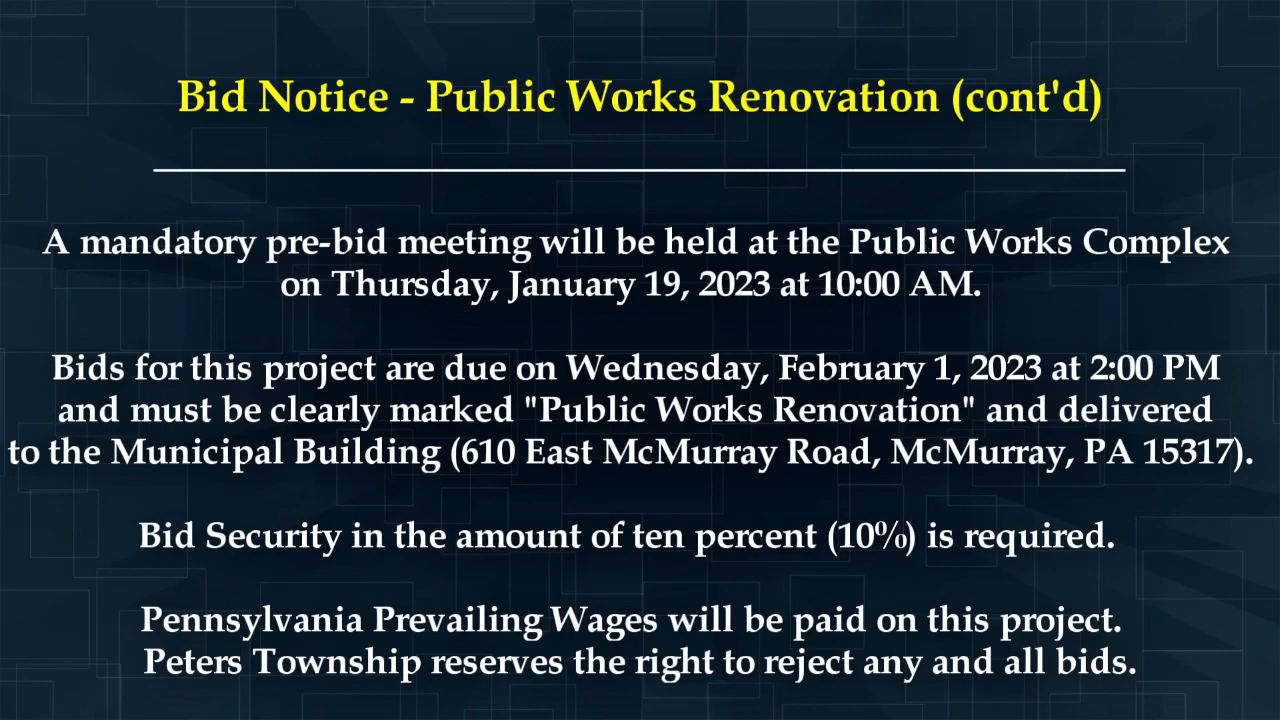 Bid Notice - Public Works Renovation (cont'd)
A mandatory pre-bid meeting will be held at the Public Works Complex
on Thursday, January 19, 2023 at 10:00 AM.
Bids for this project are due on Wednesday, February 1, 2023 at 2:00 PM
and must be clearly marked "Public Works Renovation" and delivered
to the Municipal Building (610 East McMurray Road, McMurray, PA 15317).
Bid Security in the amount of ten percent (10%) is required.
Pennsylvania Prevailing Wages will be paid on this project.
Peters Township reserves the right to reject any and all bids.